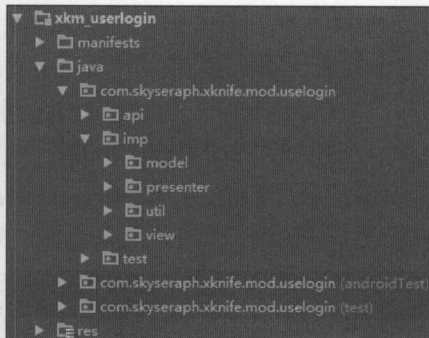 xkm_userlogin
manifests
java
com.skyseraph.xknife.mod.uselogin
api
imp
model
presenter
util
view
test
com.skyseraph.xknife.mod.uselogin (androidTest)
com.skyseraph.xknife.mod.uselogin (test)
res